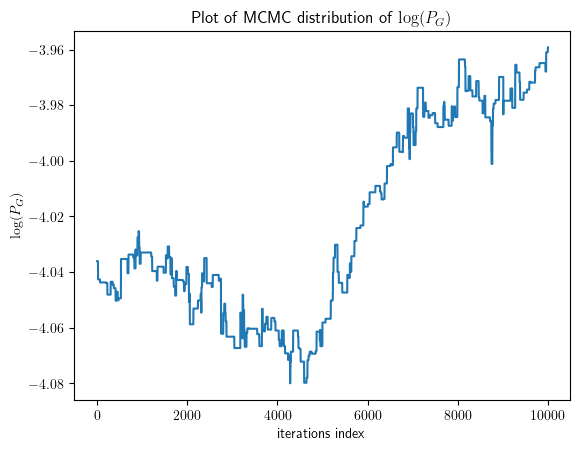 Plot of MCMC distribution of log(P_G)
log(P_G)
−3.96
−3.98
−4.00
−4.02
−4.04
−4.06
−4.08
0 2000 4000 6000 8000 10000
iterations index